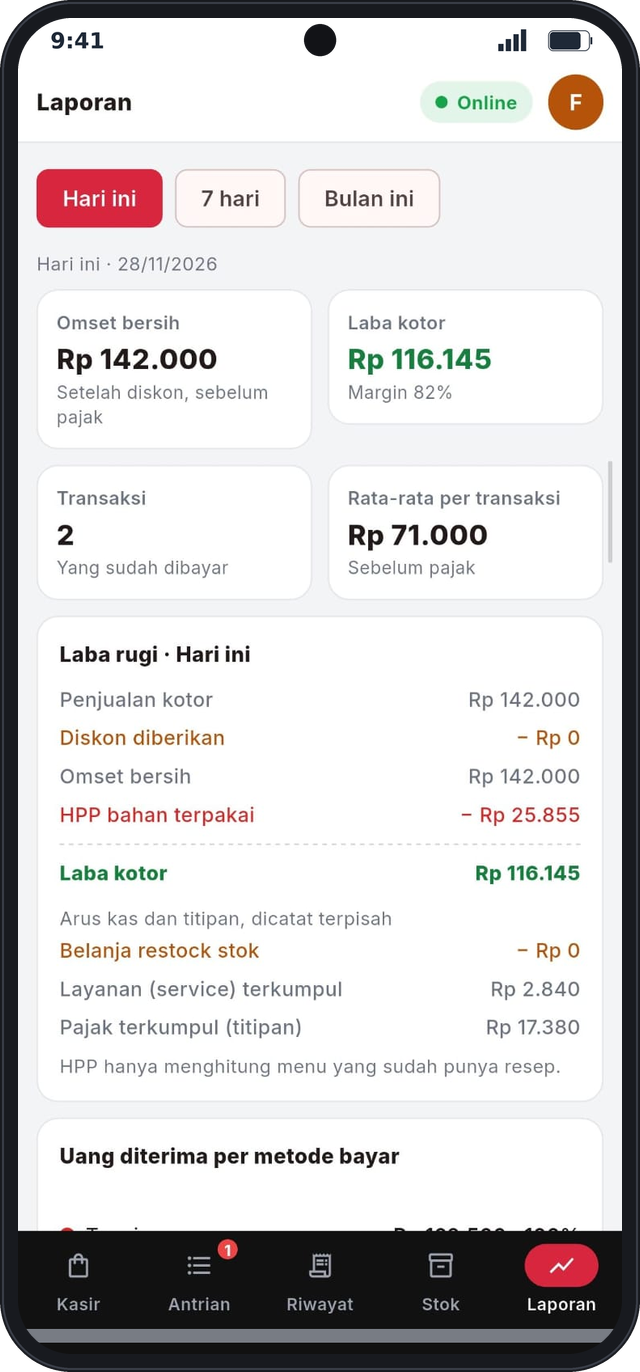 9:41
Laporan
Online
F
Hari ini
7 hari
Bulan ini
Hari ini · 28/11/2026
Omset bersih
Rp 142.000
Setelah diskon, sebelum
pajak
Laba kotor
Rp 116.145
Margin 82%
Transaksi
2
Yang sudah dibayar
Rata-rata per transaksi
Rp 71.000
Sebelum pajak
Laba rugi · Hari ini
Penjualan kotor Rp 142.000
Diskon diberikan − Rp 0
Omset bersih Rp 142.000
HPP bahan terpakai − Rp 25.855
Laba kotor Rp 116.145
Arus kas dan titipan, dicatat terpisah
Belanja restock stok − Rp 0
Layanan (service) terkumpul Rp 2.840
Pajak terkumpul (titipan) Rp 17.380
HPP hanya menghitung menu yang sudah punya resep.
Uang diterima per metode bayar
1
Kasir
Antrian
Riwayat
Stok
Laporan